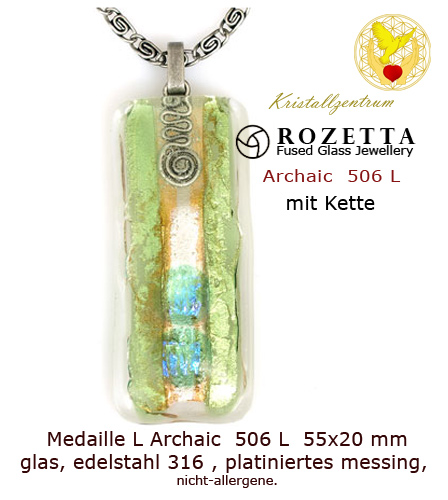 Kristallzentrum
ROZETTA
Fused Glass Jewellery
Archaic 506 L
mit Kette
Medaille L Archaic 506 L 55x20 mm
glas, edelstahl 316 , platiniertes messing,
nicht-allergene.